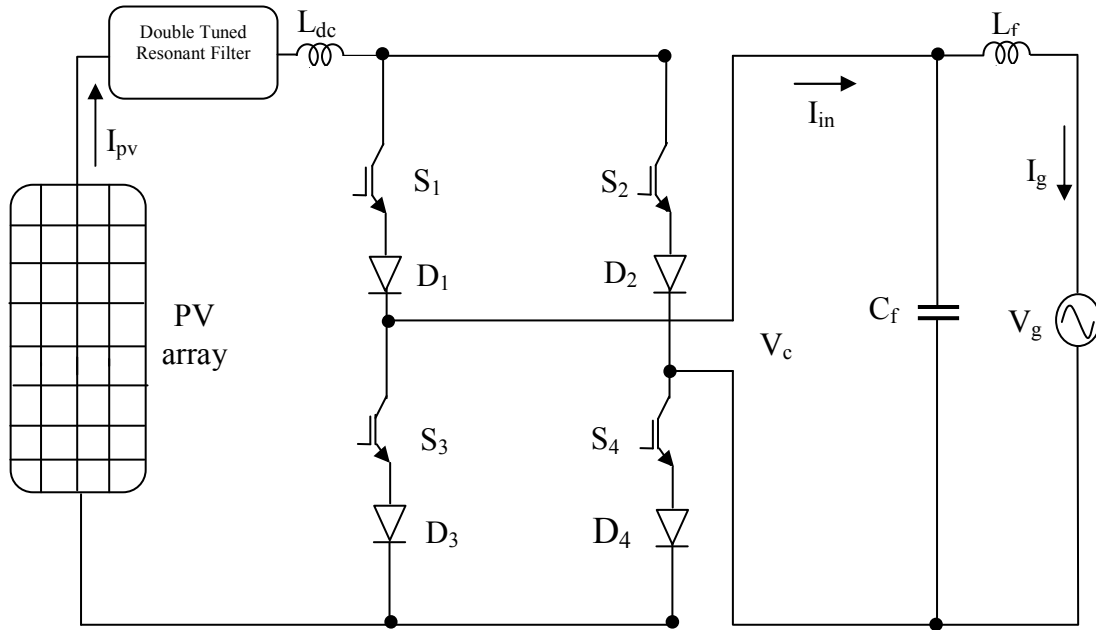 Double Tuned
Resonant Filter
L_dc
L_f
I_pv
I_in
I_g
S_1
S_2
D_1
D_2
PV
array
V_c
C_f
V_g
S_3
S_4
D_3
D_4